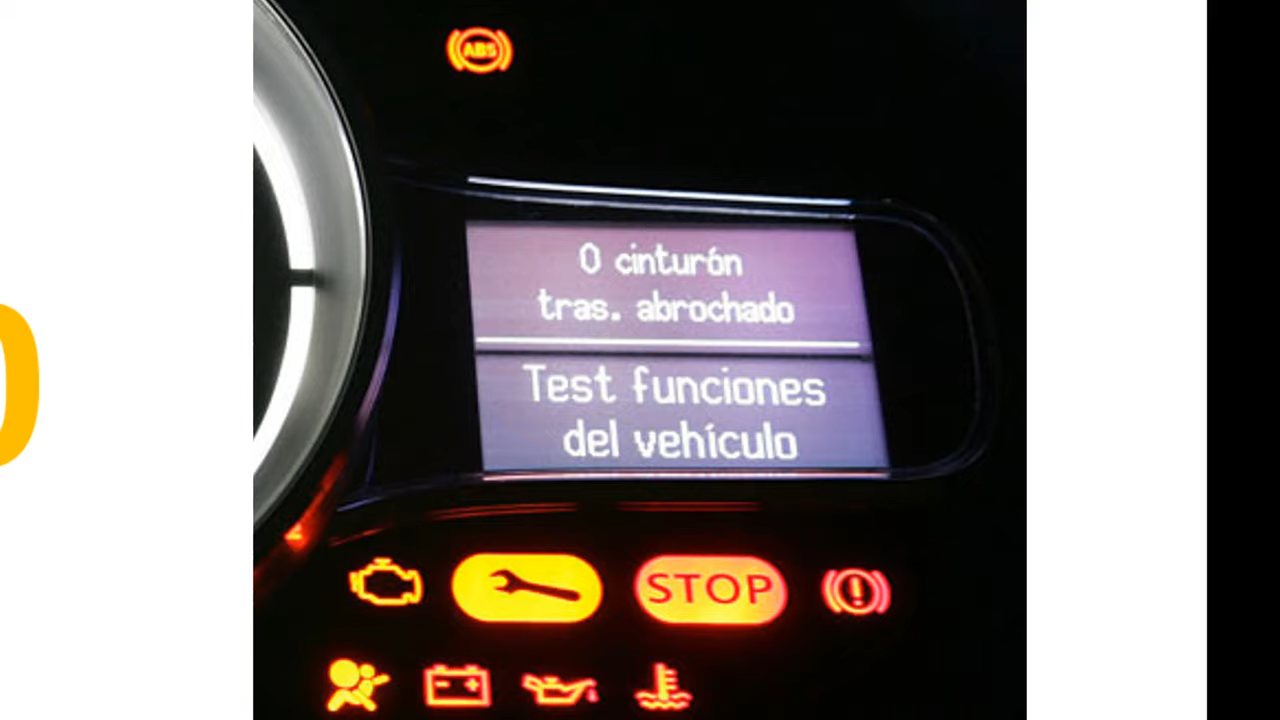 ABS
0 cinturón
tras. abrochado
Test funciones
del vehículo
STOP